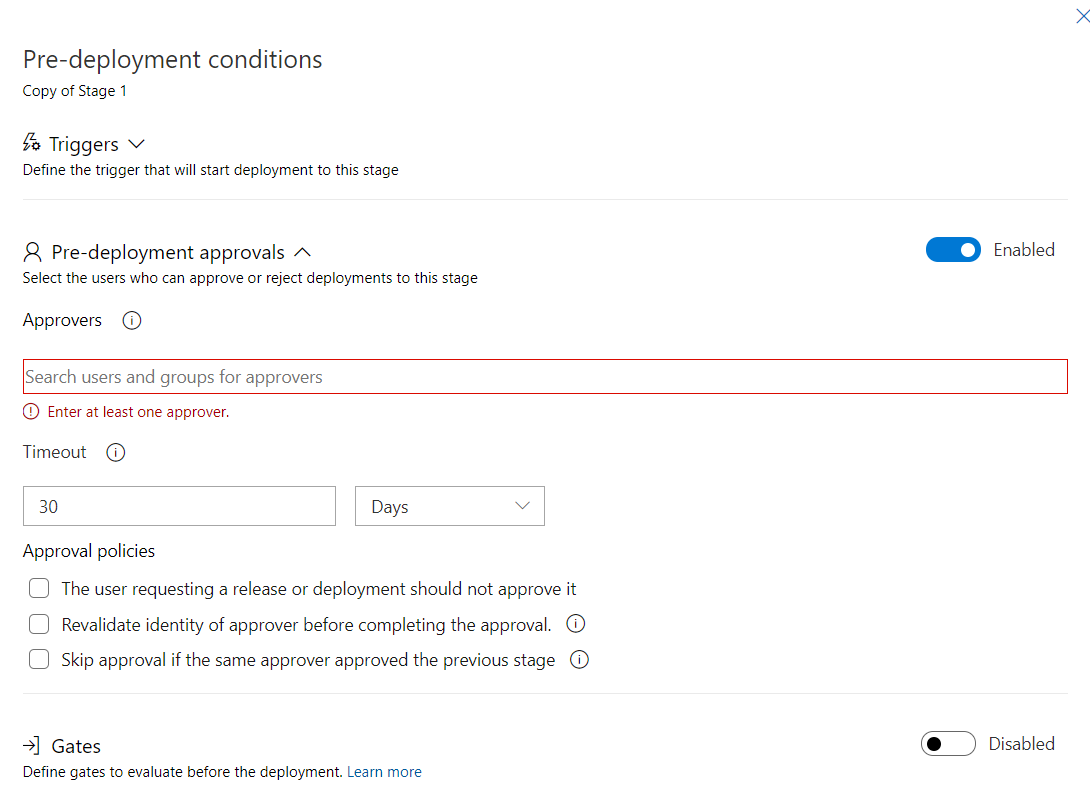 Pre-deployment conditions
Copy of Stage 1
Triggers
Define the trigger that will start deployment to this stage
Pre-deployment approvals
Enabled
Select the users who can approve or reject deployments to this stage
Approvers
Search users and groups for approvers
Enter at least one approver.
Timeout
30
Days
Approval policies
The user requesting a release or deployment should not approve it
Revalidate identity of approver before completing the approval.
Skip approval if the same approver approved the previous stage
Gates
Disabled
Define gates to evaluate before the deployment. Learn more